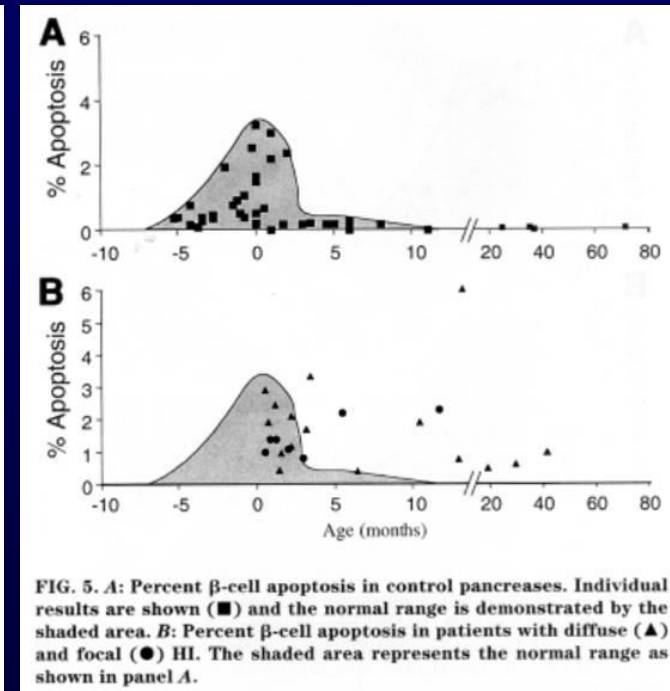 A
6
4
2
0
% Apoptosis
-10 -5 0 5 10 20 40 60 80
B
6
5
4
3
2
1
0
% Apoptosis
-10 -5 0 5 10 20 40 60 80
Age (months)
FIG. 5. A: Percent β-cell apoptosis in control pancreases. Individual
results are shown (■) and the normal range is demonstrated by the
shaded area. B: Percent β-cell apoptosis in patients with diffuse (▲)
and focal (●) HI. The shaded area represents the normal range as
shown in panel A.